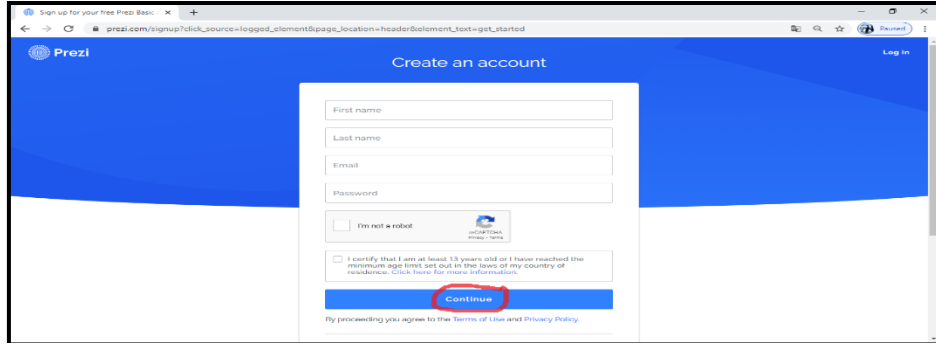 Sign up for your free Prezi Basic
prezi.com/signup?click_source=logged_element&page_location=header&element_text=get_started
Paused
Prezi
Log in
Create an account
First name
Last name
Email
Password
I'm not a robot
reCAPTCHA
Privacy - Terms
I certify that I am at least 13 years old or I have reached the
minimum age limit set out in the laws of my country of
residence. Click here for more information.
Continue
By proceeding you agree to the Terms of Use and Privacy Policy.